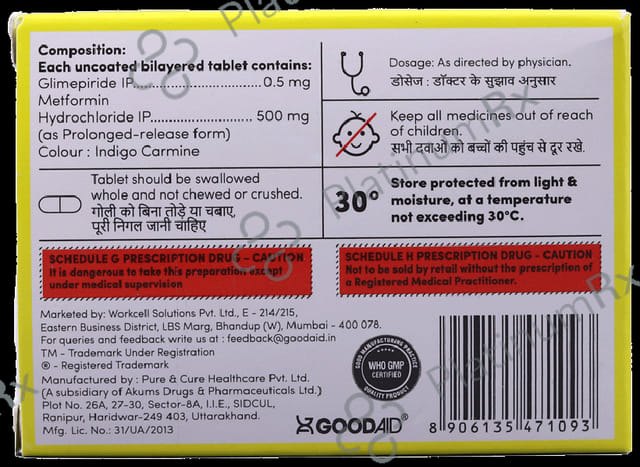 Composition:
Each uncoated bilayered tablet contains:
Glimepiride IP..............................0.5 mg
Metformin
Hydrochloride IP........................ 500 mg
(as Prolonged-release form)
Colour : Indigo Carmine
Dosage: As directed by physician.
डोसेज : डॉक्टर के सुझाव अनुसार
Keep all medicines out of reach
of children.
सभी दवाओं को बच्चों की पहुंच से दूर रखे.
Tablet should be swallowed
whole and not chewed or crushed.
गोली को बिना तोड़े या चबाए,
पूरी निगल जानी चाहिए
30°
Store protected from light &
moisture, at a temperature
not exceeding 30°C.
SCHEDULE G PRESCRIPTION DRUG - CAUTION
It is dangerous to take this preparation except
under medical supervision
SCHEDULE H PRESCRIPTION DRUG - CAUTION
Not to be sold by retail without the prescription of
a Registered Medical Practitioner.
Marketed by: Workcell Solutions Pvt. Ltd., E - 214/215,
Eastern Business District, LBS Marg, Bhandup (W), Mumbai - 400 078.
For queries and feedback write us : feedback@goodaid.in
TM - Trademark Under Registration
® - Registered Trademark
Manufactured by : Pure & Cure Healthcare Pvt. Ltd.
(A subsidiary of Akums Drugs & Pharmaceuticals Ltd.)
Plot No. 26A, 27-30, Sector-8A, I.I.E., SIDCUL,
Ranipur, Haridwar-249 403, Uttarakhand.
Mfg. Lic. No.: 31/UA/2013
GOOD MANUFACTURING PRACTICE
WHO GMP
CERTIFIED
QUALITY PRODUCT
GOODAID®
8 906135 471093
PlatinumRx
PlatinumRx
PlatinumRx
Rx